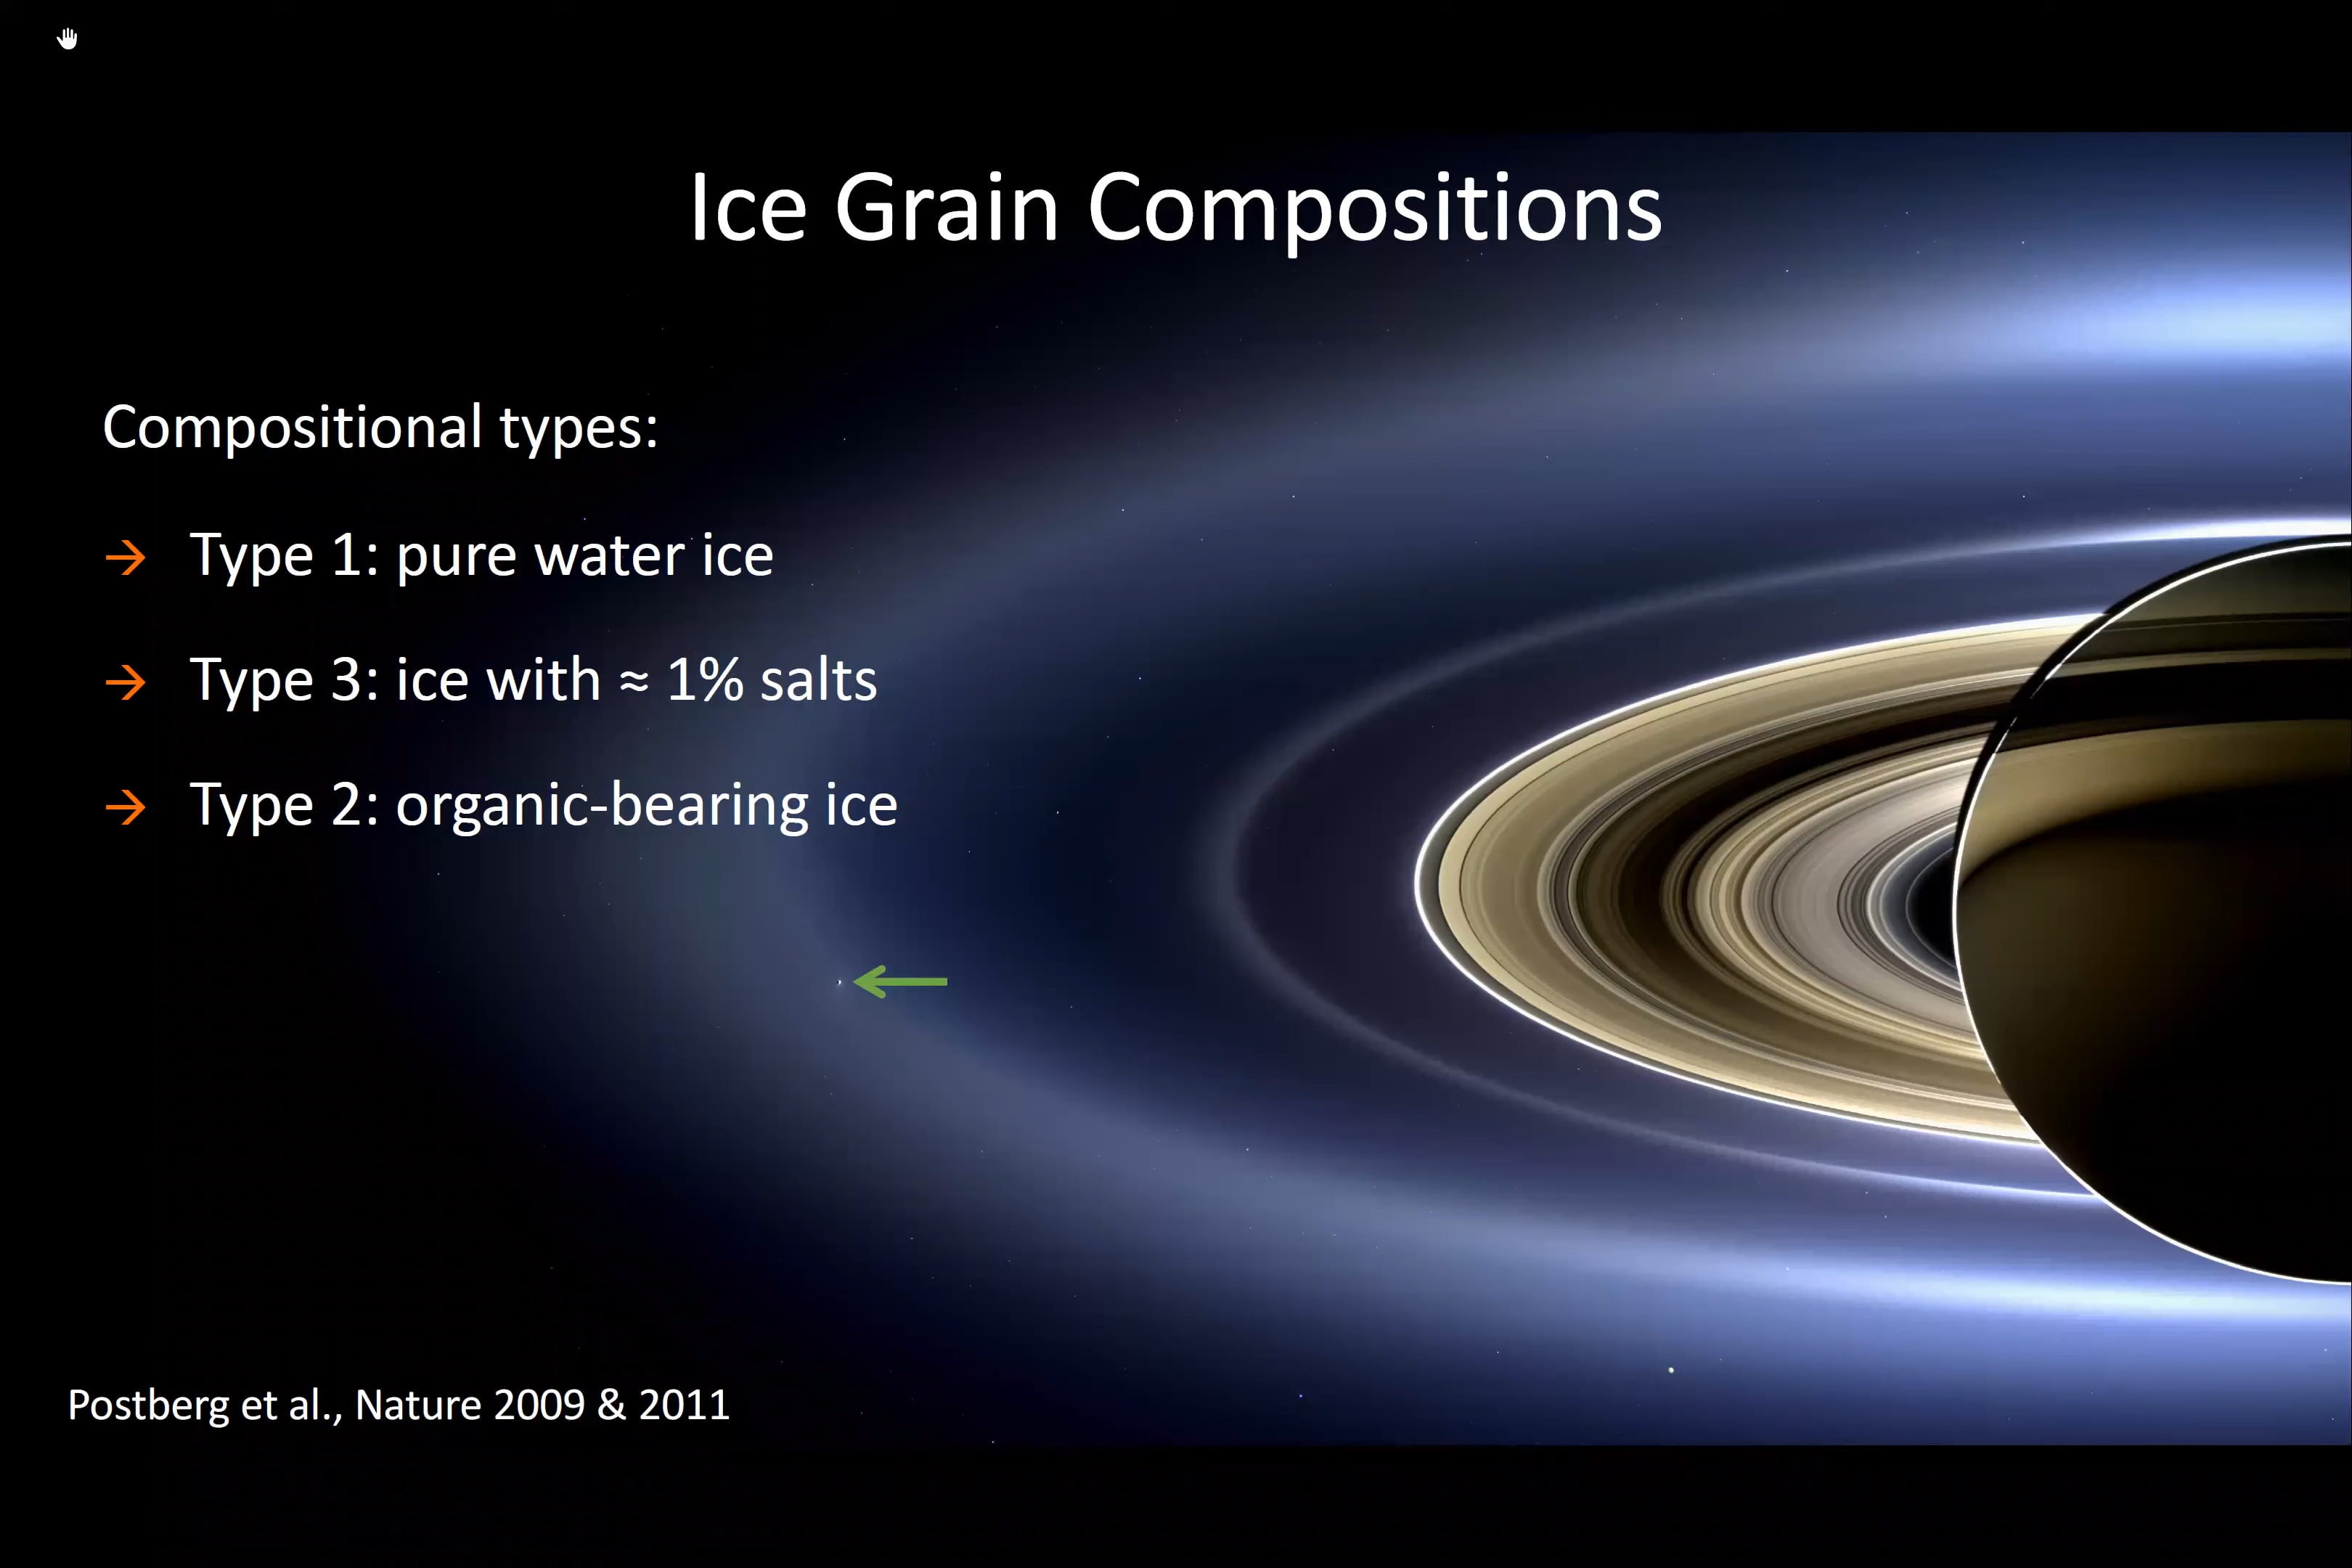 Ice Grain Compositions
Compositional types:
→ Type 1: pure water ice
→ Type 3: ice with ≈ 1% salts
→ Type 2: organic-bearing ice
Postberg et al., Nature 2009 & 2011